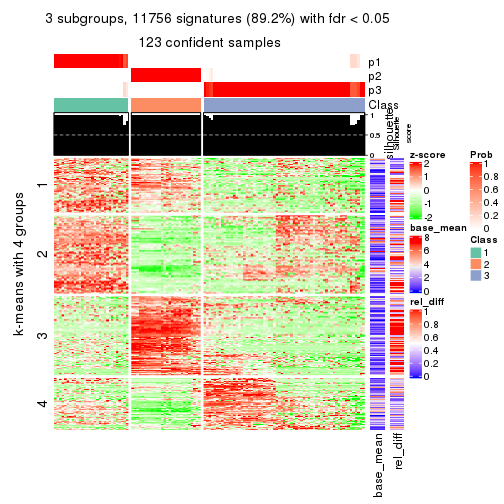 3 subgroups, 11756 signatures (89.2%) with fdr < 0.05
123 confident samples
p1
p2
p3
Class
1
0.5
0
silhouette
Silhouette
score
k-means with 4 groups
1
2
3
4
z-score
2
1
0
-1
-2
base_mean
8
6
4
2
0
rel_diff
1
0.8
0.6
0.4
0.2
0
Prob
1
0.8
0.6
0.4
0.2
0
Class
1
2
3
base_mean
rel_diff